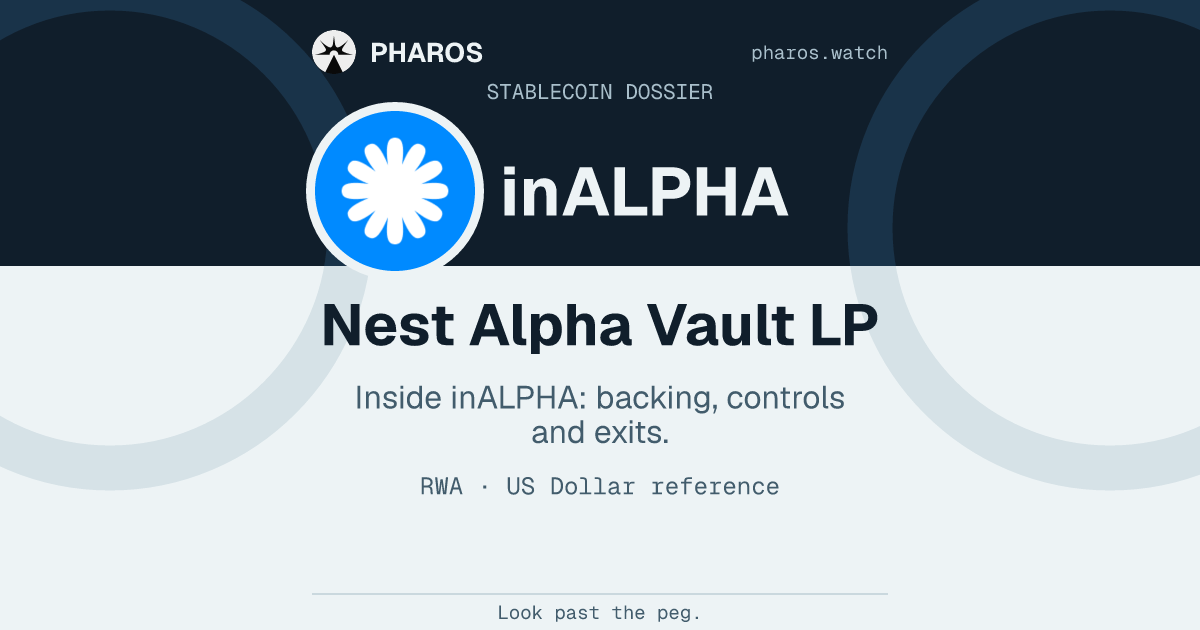 PHAROS
pharos.watch
STABLECOIN DOSSIER
inALPHA
Nest Alpha Vault LP
Inside inALPHA: backing, controls
and exits.
RWA · US Dollar reference
Look past the peg.